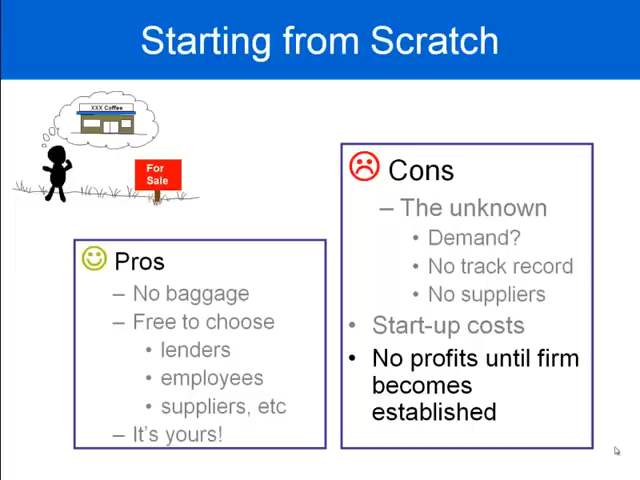 Starting from Scratch
XXX Coffee
For
Sale
Pros
– No baggage
– Free to choose
• lenders
• employees
• suppliers, etc
– It's yours!
Cons
– The unknown
• Demand?
• No track record
• No suppliers
• Start-up costs
• No profits until firm
becomes
established